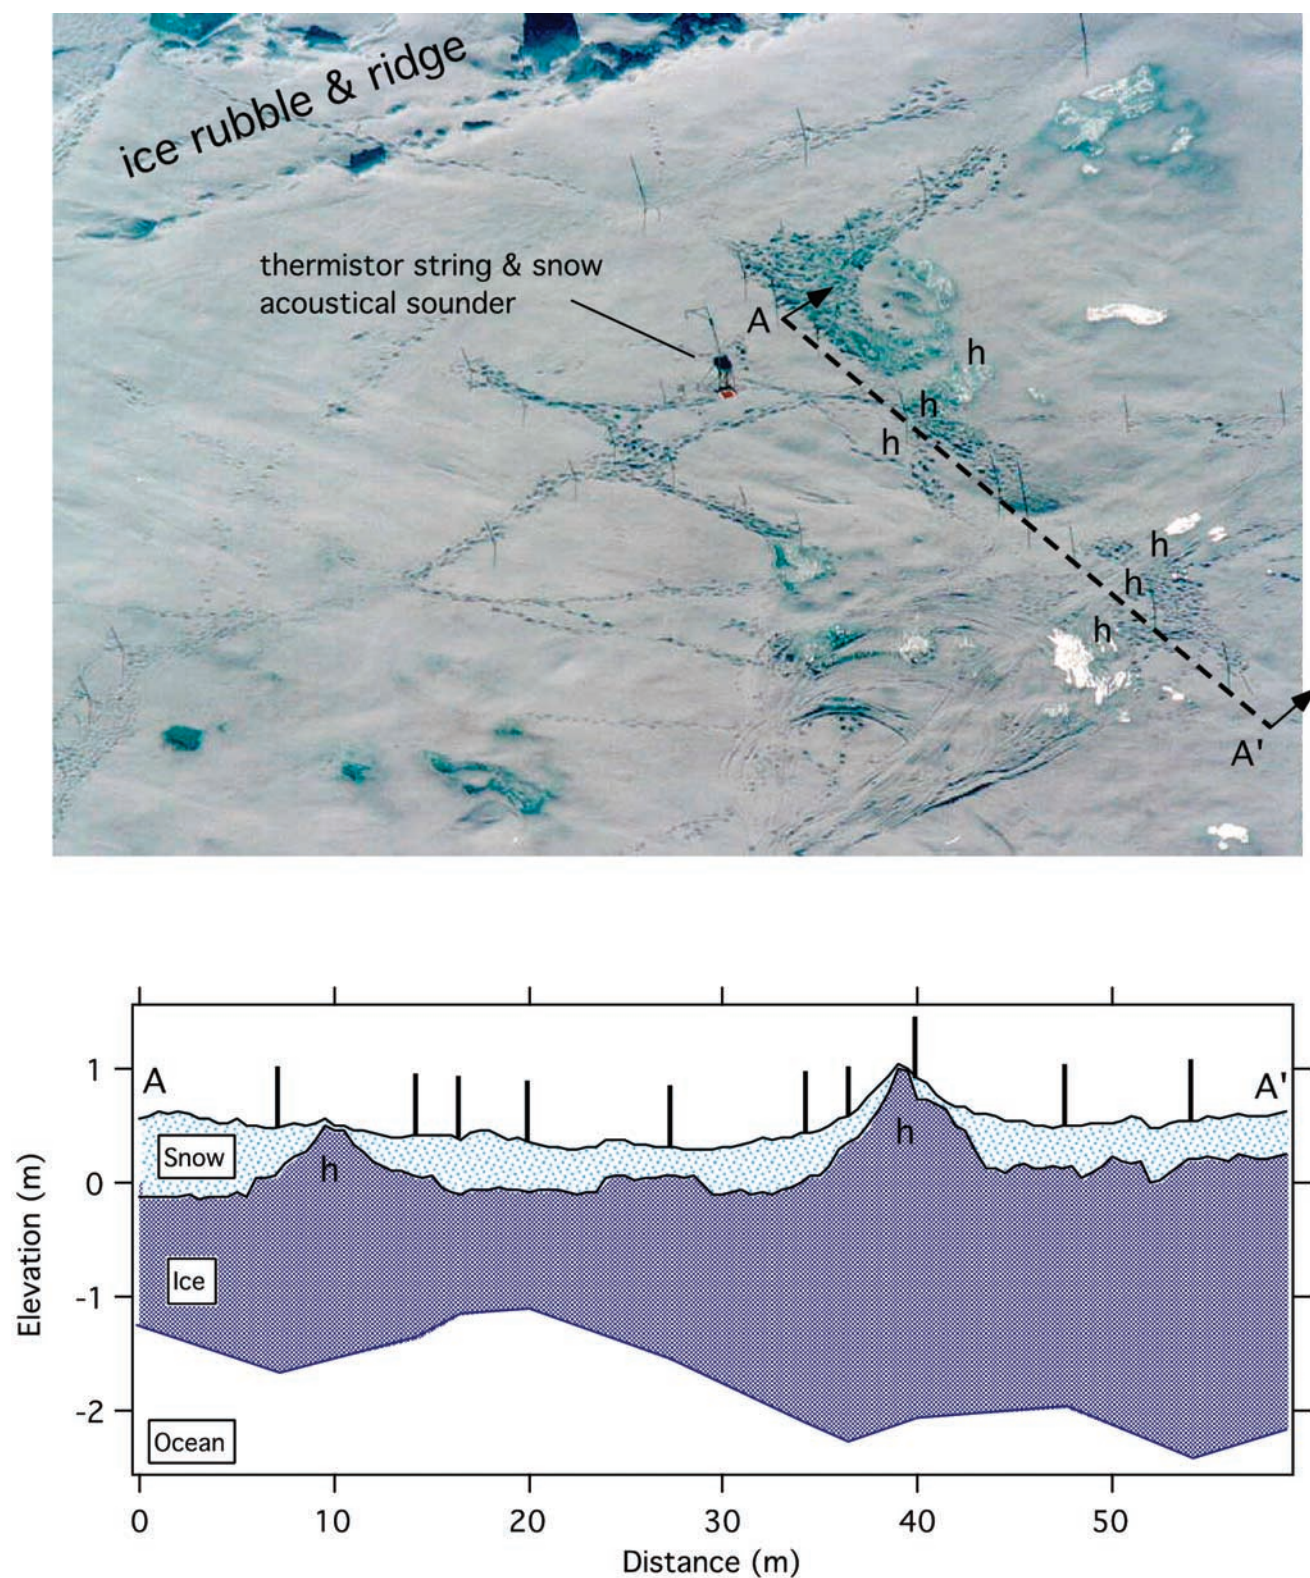 ice rubble & ridge
thermistor string & snow
acoustical sounder
A
h
h
h
h
h
h
A'
A
A'
1
0
-1
-2
Snow
h
h
Ice
Ocean
Elevation (m)
0
10
20
30
40
50
Distance (m)